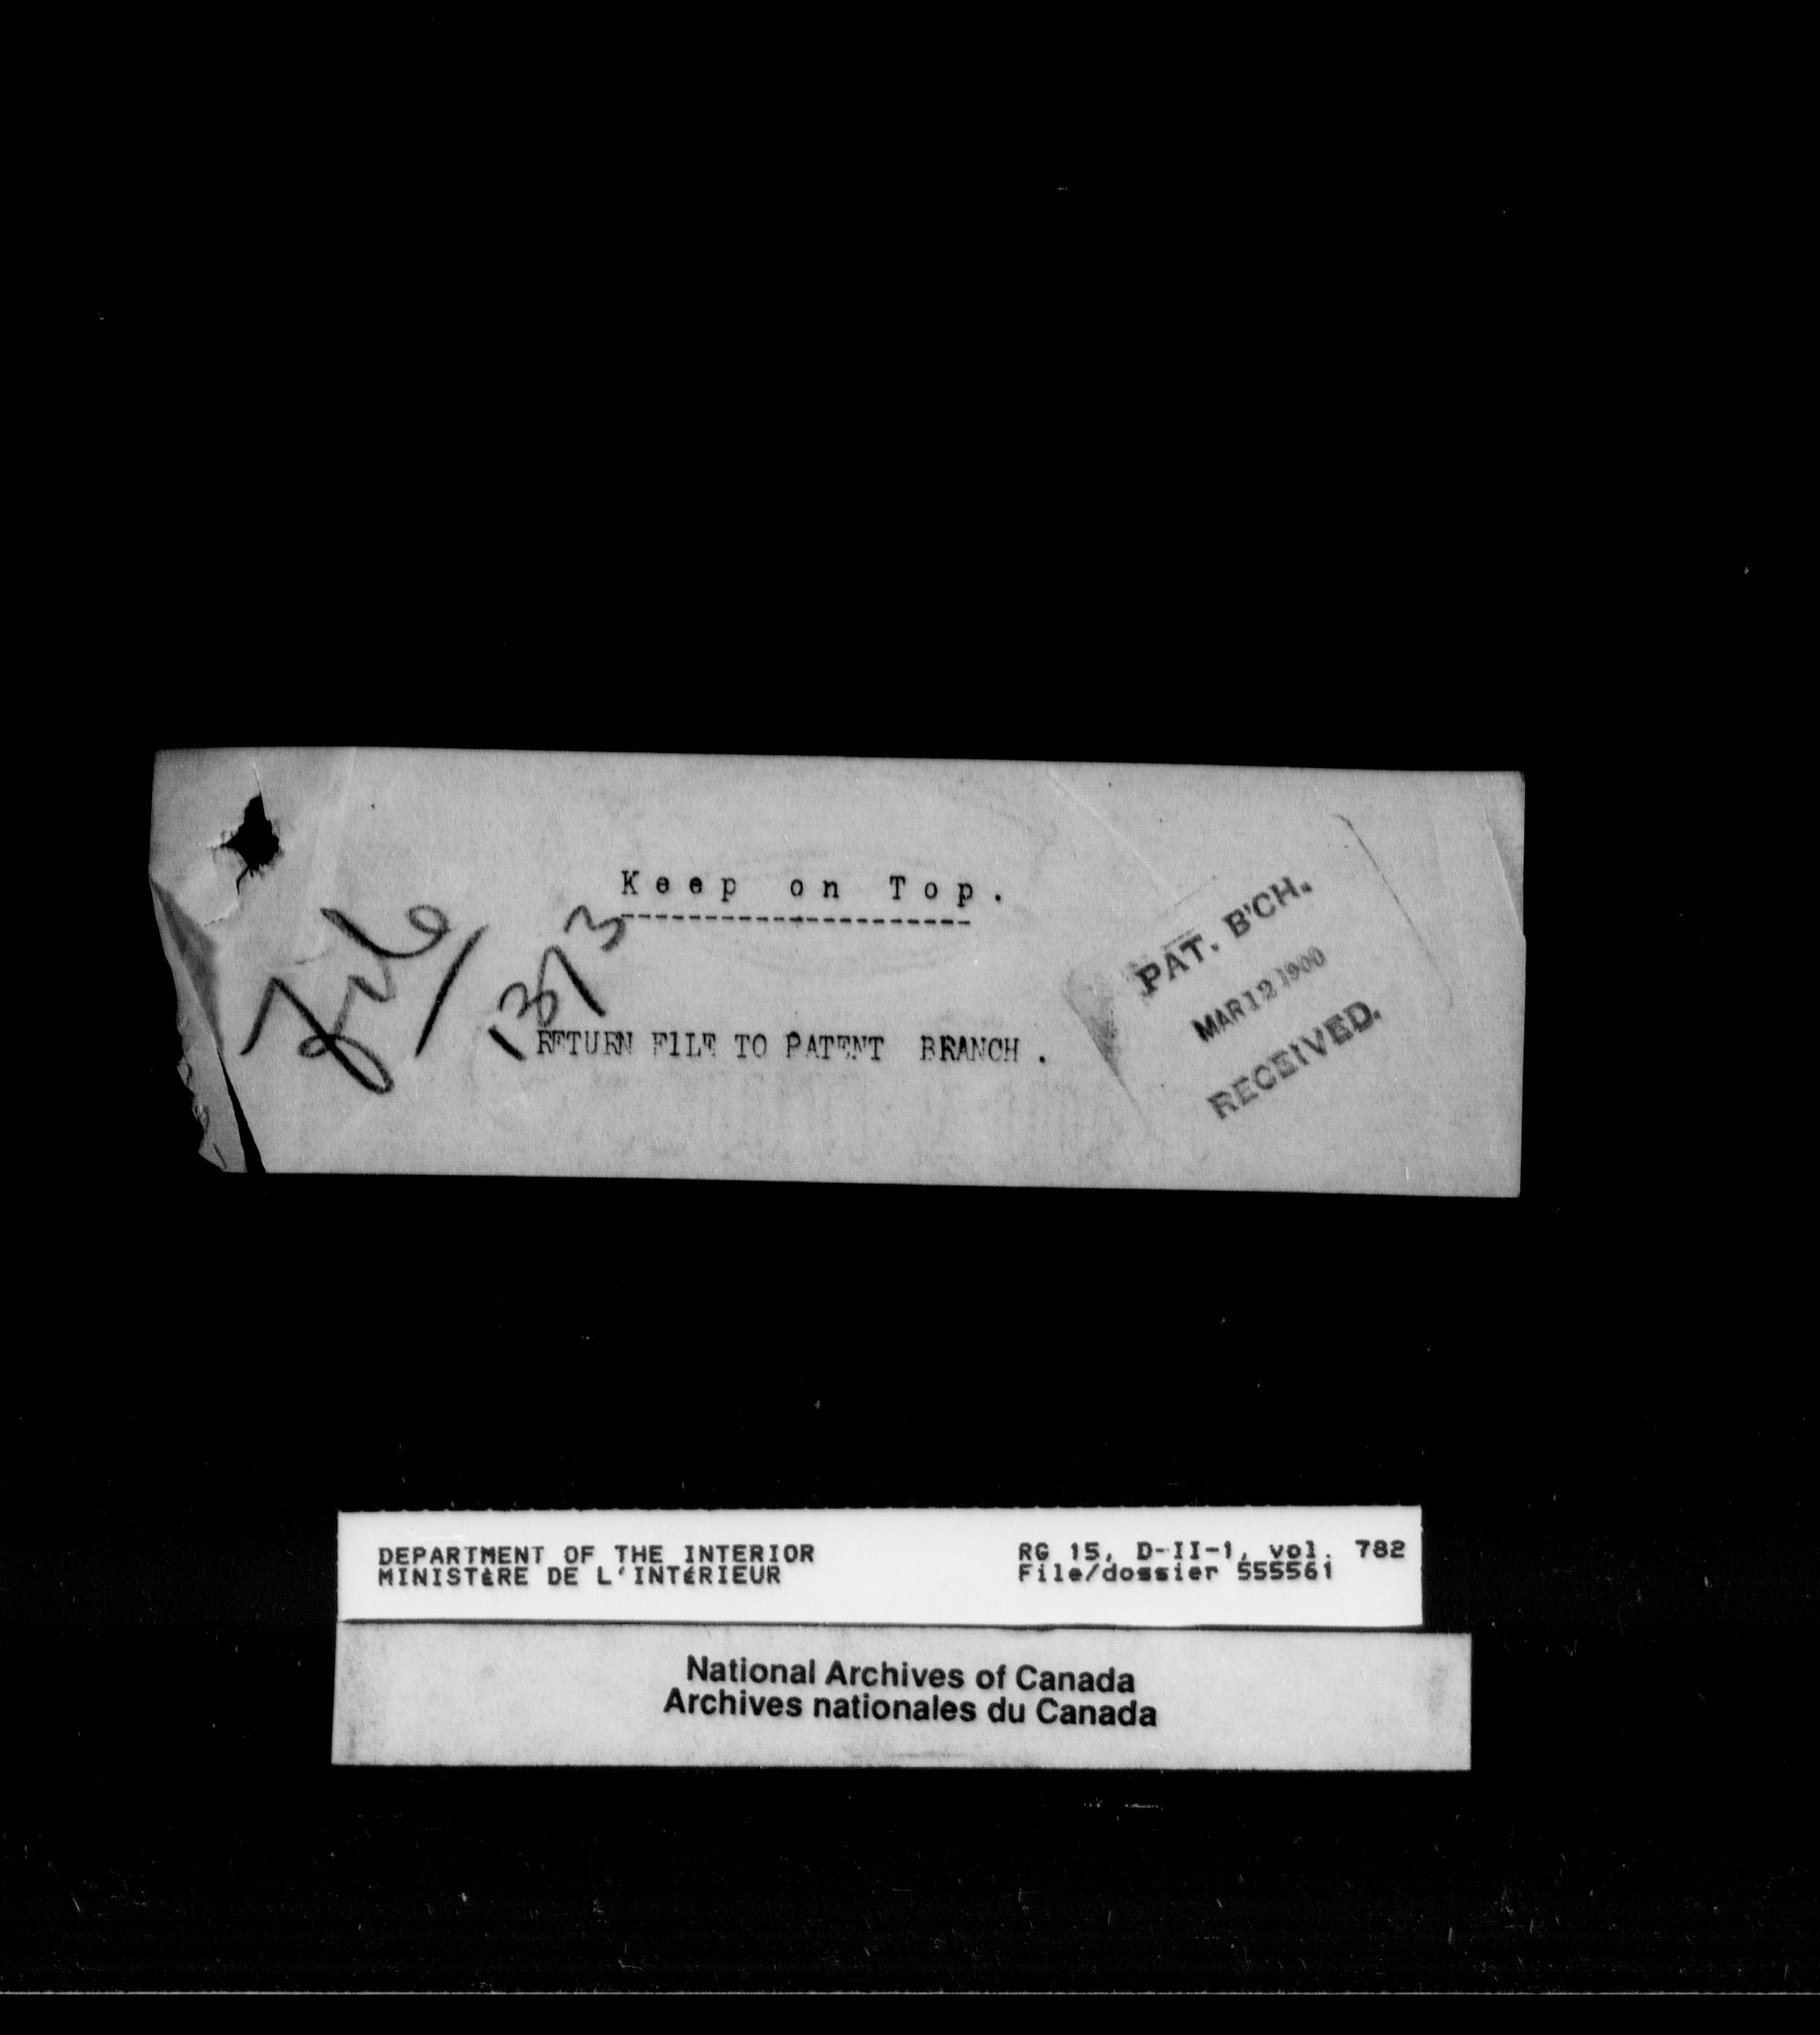 Keep on Top.
File/ 13/3
RETURN FILE TO PATENT BRANCH.
PAT. B'CH.
MAR 12 1900
RECEIVED.
DEPARTMENT OF THE INTERIOR
MINISTÈRE DE L'INTÉRIEUR
RG 15, D-II-1, vol. 782
File/dossier 555561
National Archives of Canada
Archives nationales du Canada